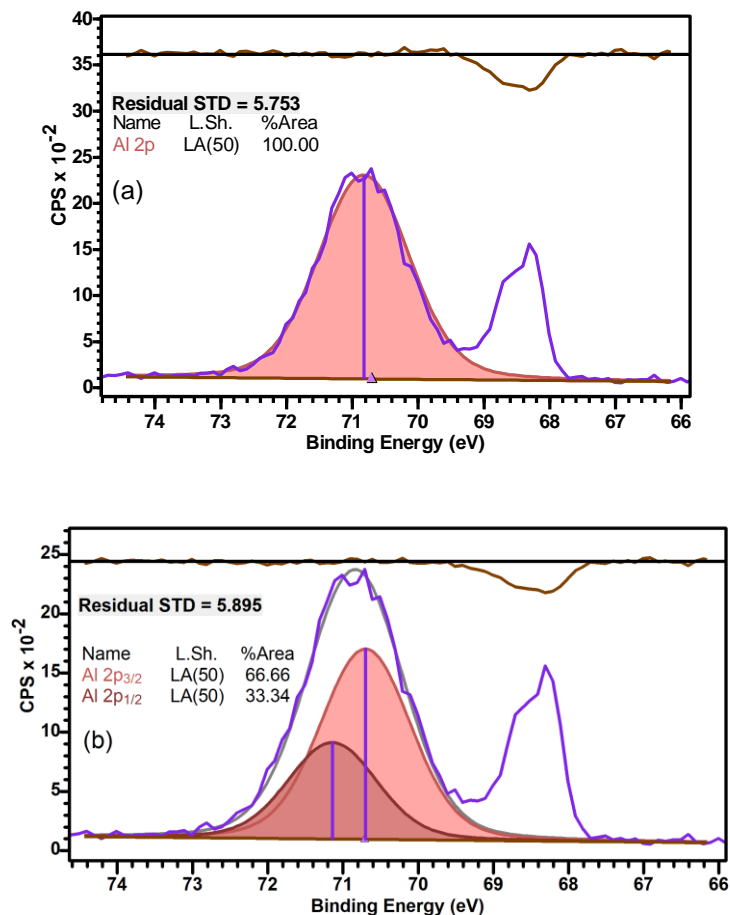 40
35
30
25
20
15
10
5
0
CPS x 10⁻²
Residual STD = 5.753
Name L.Sh. %Area
Al 2p LA(50) 100.00
(a)
74 73 72 71 70 69 68 67 66
Binding Energy (eV)
25
20
15
10
5
0
CPS x 10⁻²
Residual STD = 5.895
Name L.Sh. %Area
Al 2p₃/₂ LA(50) 66.66
Al 2p₁/₂ LA(50) 33.34
(b)
74 73 72 71 70 69 68 67 66
Binding Energy (eV)